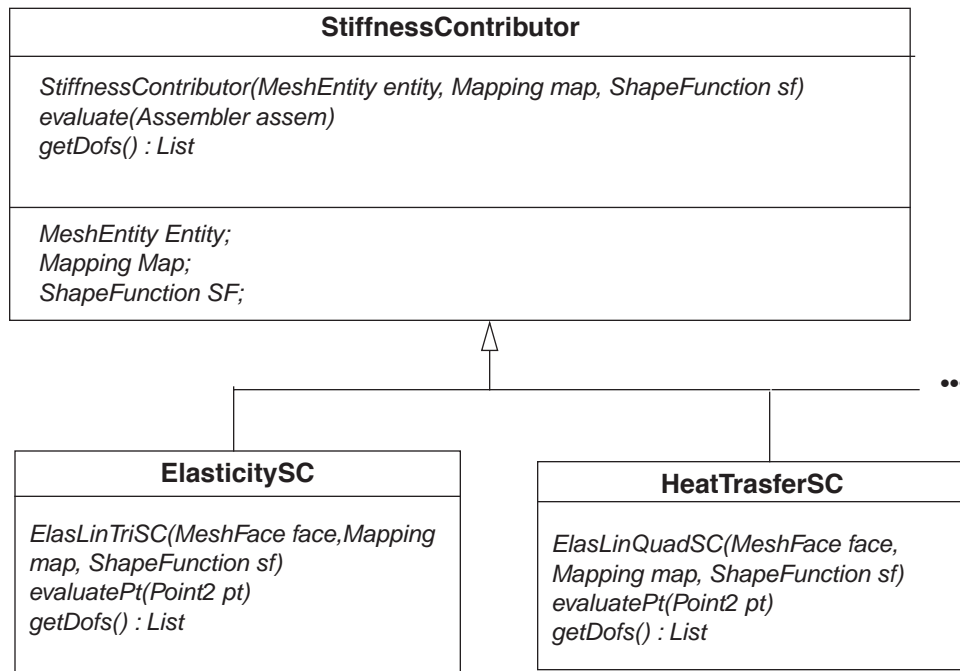 StiffnessContributor
StiffnessContributor(MeshEntity entity, Mapping map, ShapeFunction sf)
evaluate(Assembler assem)
getDofs() : List
MeshEntity Entity;
Mapping Map;
ShapeFunction SF;
ElasticitySC
ElasLinTriSC(MeshFace face,Mapping
map, ShapeFunction sf)
evaluatePt(Point2 pt)
getDofs() : List
HeatTrasferSC
ElasLinQuadSC(MeshFace face,
Mapping map, ShapeFunction sf)
evaluatePt(Point2 pt)
getDofs() : List